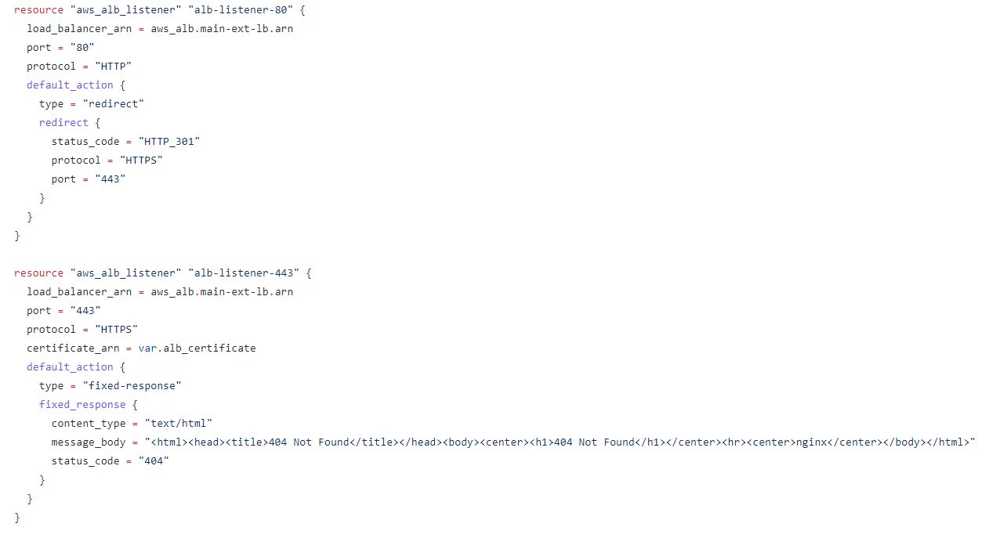 resource "aws_alb_listener" "alb-listener-80" {
  load_balancer_arn = aws_alb.main-ext-lb.arn
  port = "80"
  protocol = "HTTP"
  default_action {
    type = "redirect"
    redirect {
      status_code = "HTTP_301"
      protocol = "HTTPS"
      port = "443"
    }
  }
}

resource "aws_alb_listener" "alb-listener-443" {
  load_balancer_arn = aws_alb.main-ext-lb.arn
  port = "443"
  protocol = "HTTPS"
  certificate_arn = var.alb_certificate
  default_action {
    type = "fixed-response"
    fixed_response {
      content_type = "text/html"
      message_body = "<html><head><title>404 Not Found</title></head><body><center><h1>404 Not Found</h1></center><hr><center>nginx</center></body></html>"
      status_code = "404"
    }
  }
}